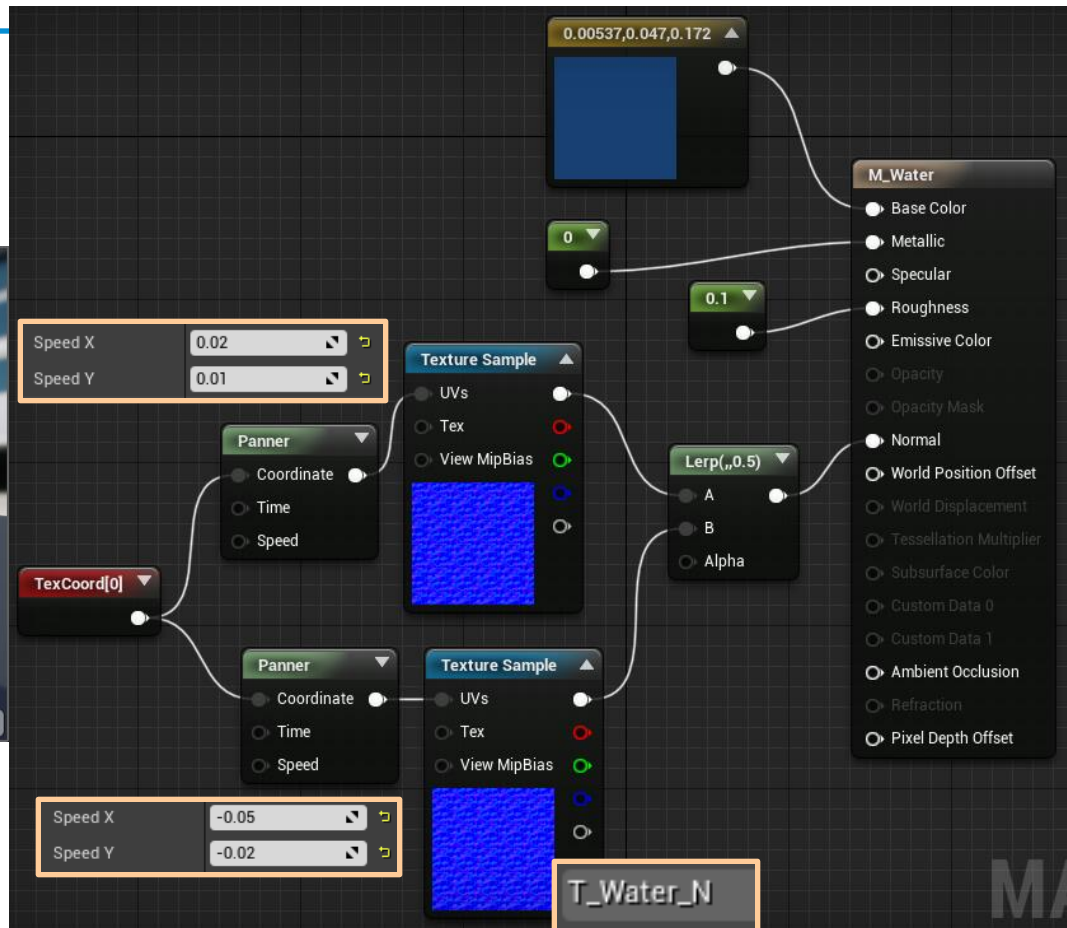 0.00537,0.047,0.172
M_Water
Base Color
Metallic
Specular
Roughness
Emissive Color
Opacity
Opacity Mask
Normal
World Position Offset
World Displacement
Tessellation Multiplier
Subsurface Color
Custom Data 0
Custom Data 1
Ambient Occlusion
Refraction
Pixel Depth Offset
0
0.1
Speed X 0.02
Speed Y 0.01
Texture Sample
UVs
Tex
View MipBias
Panner
Coordinate
Time
Speed
Lerp(,,0.5)
A
B
Alpha
TexCoord[0]
Panner
Coordinate
Time
Speed
Texture Sample
UVs
Tex
View MipBias
Speed X -0.05
Speed Y -0.02
T_Water_N
MA